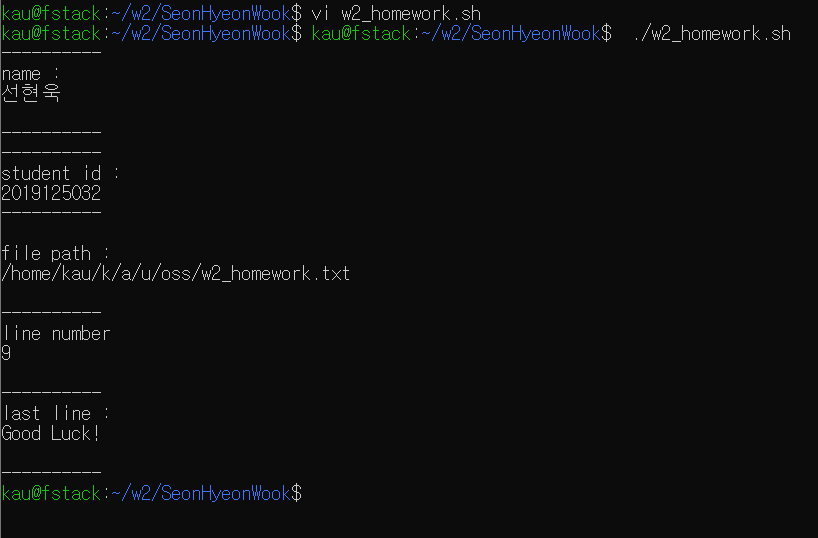 kau@fstack:~/w2/SeonHyeonWook$ vi w2_homework.sh
kau@fstack:~/w2/SeonHyeonWook$ kau@fstack:~/w2/SeonHyeonWook$  ./w2_homework.sh
----------
name :
선현욱
----------
----------
student id :
2019125032
----------
file path :
/home/kau/k/a/u/oss/w2_homework.txt
----------
line number
9
----------
last line :
Good Luck!
----------
kau@fstack:~/w2/SeonHyeonWook$